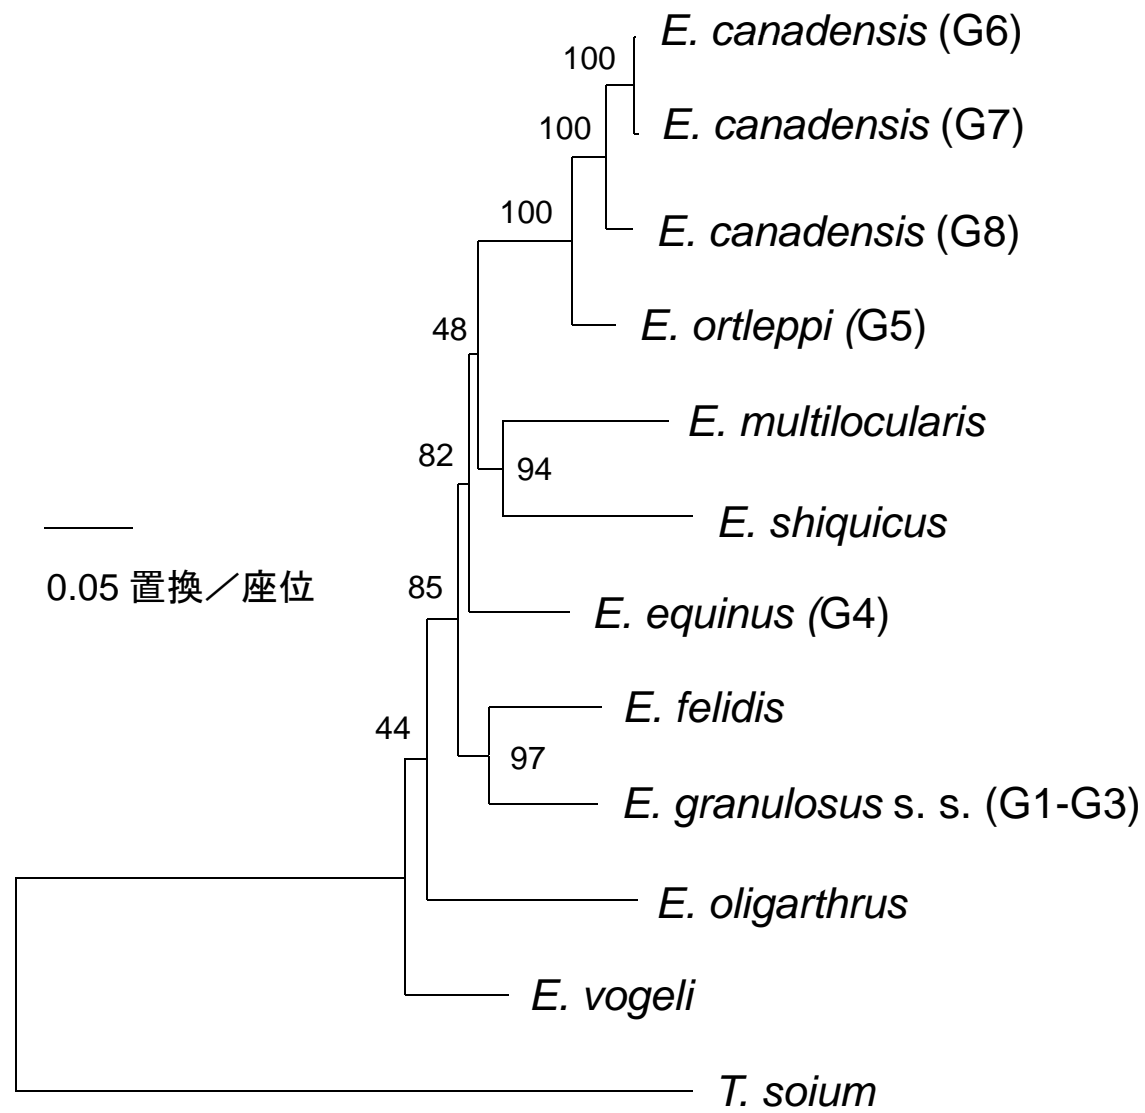 E. canadensis (G6)
100
E. canadensis (G7)
100
100
E. canadensis (G8)
48
E. ortleppi (G5)
E. multilocularis
82
94
E. shiquicus
0.05 置換／座位
85
E. equinus (G4)
E. felidis
44
97
E. granulosus s. s. (G1-G3)
E. oligarthrus
E. vogeli
T. soium